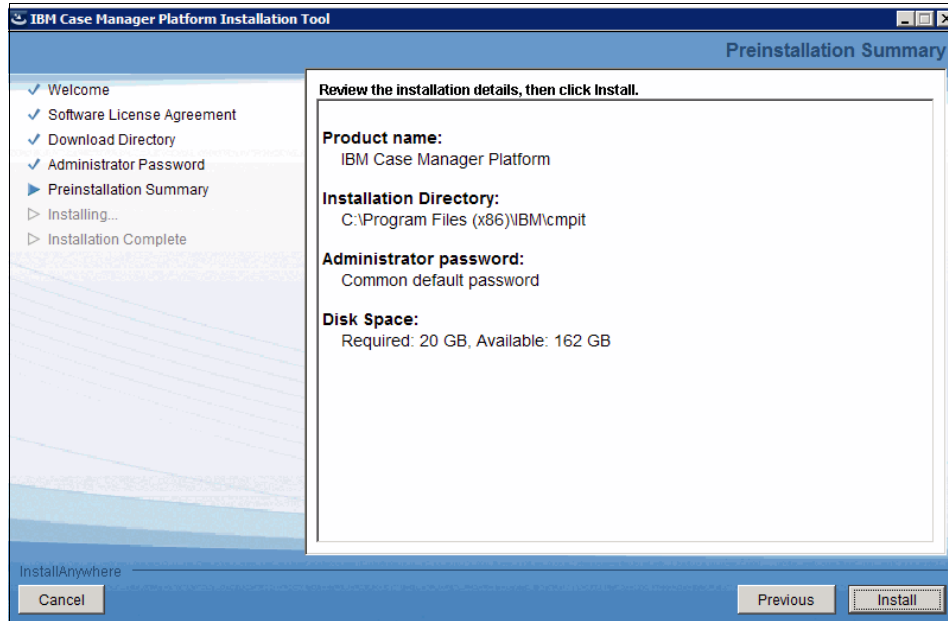 IBM Case Manager Platform Installation Tool
Preinstallation Summary
Welcome
Software License Agreement
Download Directory
Administrator Password
Preinstallation Summary
Installing...
Installation Complete
Review the installation details, then click Install.
Product name:
IBM Case Manager Platform
Installation Directory:
C:\Program Files (x86)\IBM\cmpit
Administrator password:
Common default password
Disk Space:
Required: 20 GB, Available: 162 GB
InstallAnywhere
Cancel
Previous
Install